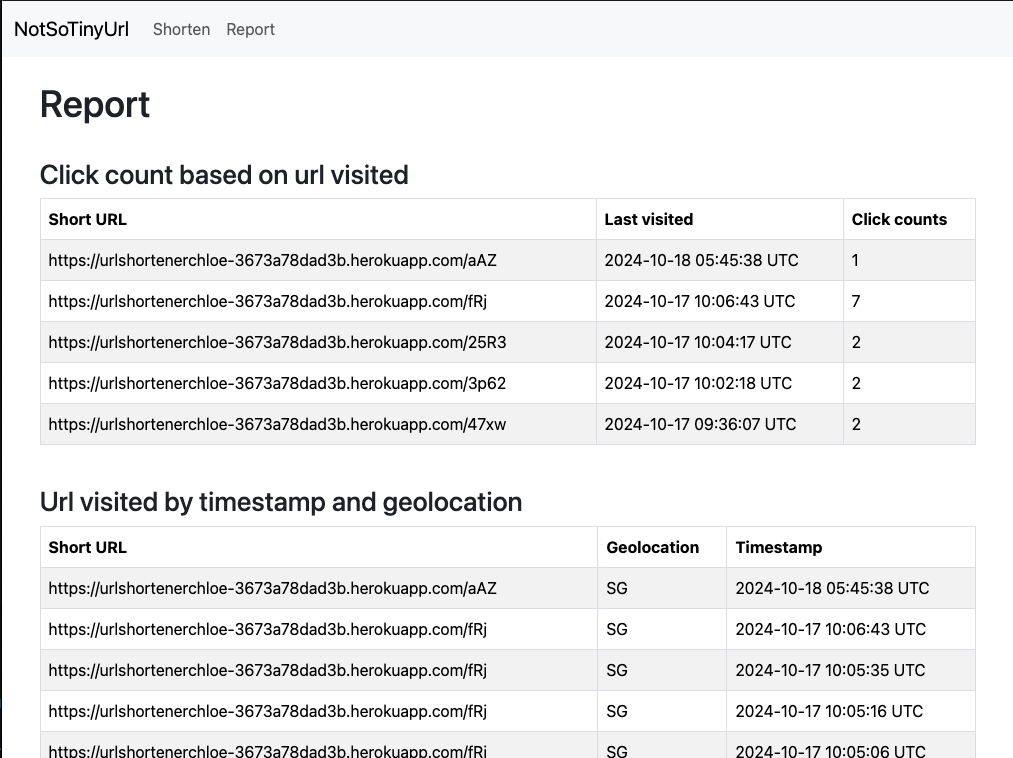 NotSoTinyUrl Shorten Report
Report
Click count based on url visited
Short URL Last visited Click counts
https://urlshortenerchloe-3673a78dad3b.herokuapp.com/aAZ 2024-10-18 05:45:38 UTC 1
https://urlshortenerchloe-3673a78dad3b.herokuapp.com/fRj 2024-10-17 10:06:43 UTC 7
https://urlshortenerchloe-3673a78dad3b.herokuapp.com/25R3 2024-10-17 10:04:17 UTC 2
https://urlshortenerchloe-3673a78dad3b.herokuapp.com/3p62 2024-10-17 10:02:18 UTC 2
https://urlshortenerchloe-3673a78dad3b.herokuapp.com/47xw 2024-10-17 09:36:07 UTC 2
Url visited by timestamp and geolocation
Short URL Geolocation Timestamp
https://urlshortenerchloe-3673a78dad3b.herokuapp.com/aAZ SG 2024-10-18 05:45:38 UTC
https://urlshortenerchloe-3673a78dad3b.herokuapp.com/fRj SG 2024-10-17 10:06:43 UTC
https://urlshortenerchloe-3673a78dad3b.herokuapp.com/fRj SG 2024-10-17 10:05:35 UTC
https://urlshortenerchloe-3673a78dad3b.herokuapp.com/fRj SG 2024-10-17 10:05:16 UTC
https://urlshortenerchloe-3673a78dad3b.herokuapp.com/fRj SG 2024-10-17 10:05:06 UTC